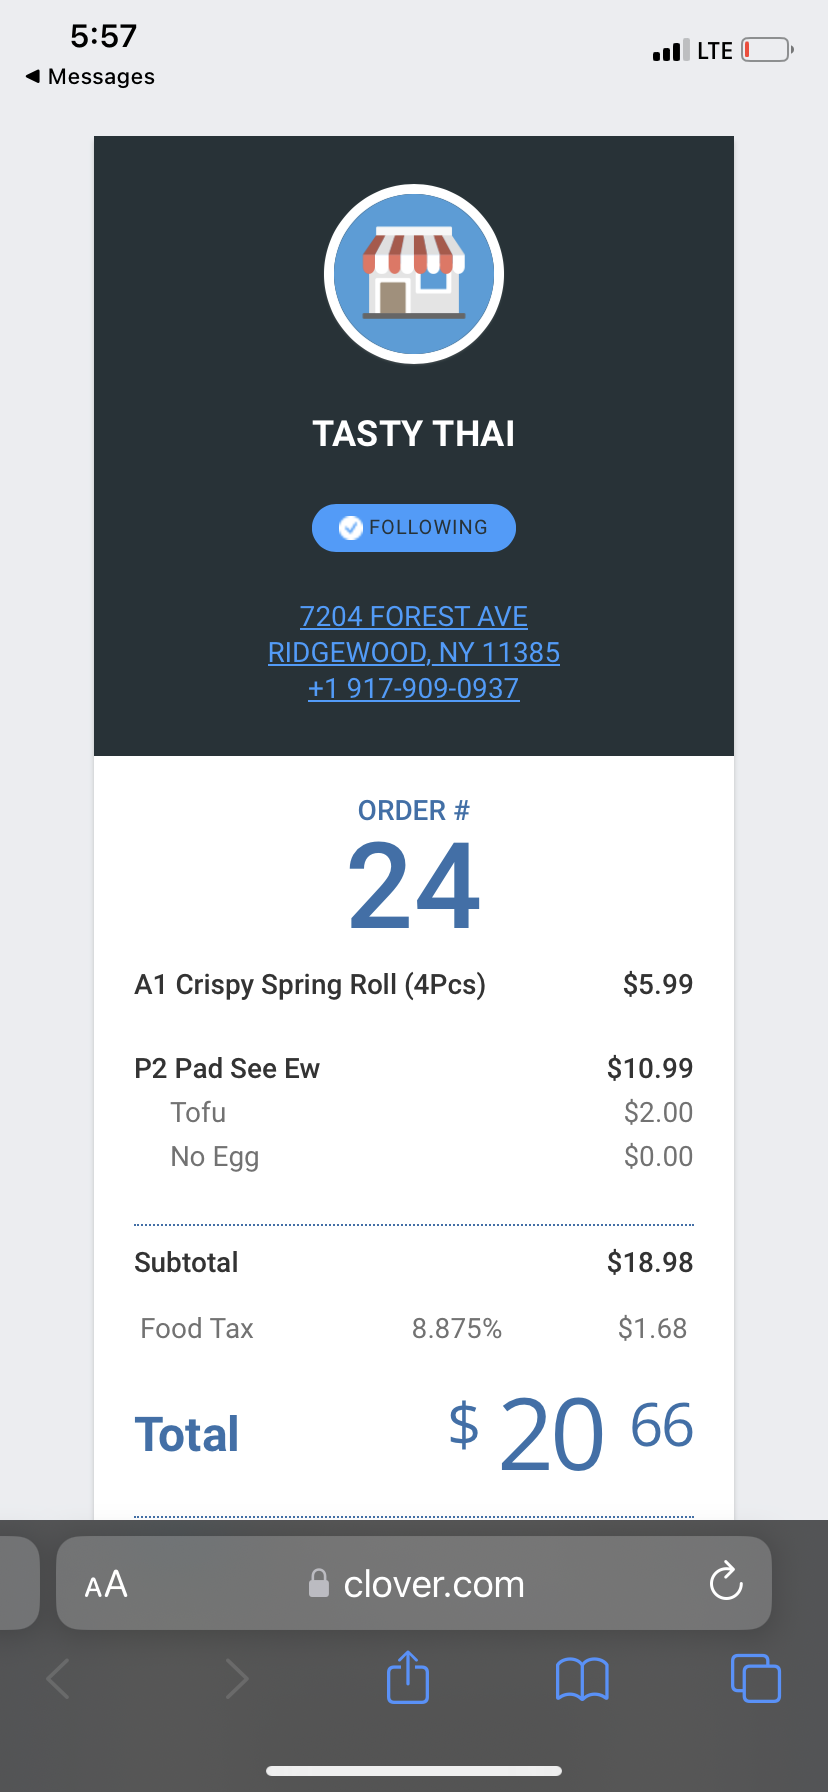 5:57
LTE
◀ Messages
TASTY THAI
FOLLOWING
7204 FOREST AVE
RIDGEWOOD, NY 11385
+1 917-909-0937
ORDER #
24
A1 Crispy Spring Roll (4Pcs) $5.99
P2 Pad See Ew $10.99
Tofu $2.00
No Egg $0.00
Subtotal $18.98
Food Tax 8.875% $1.68
Total $ 20 66
AA clover.com